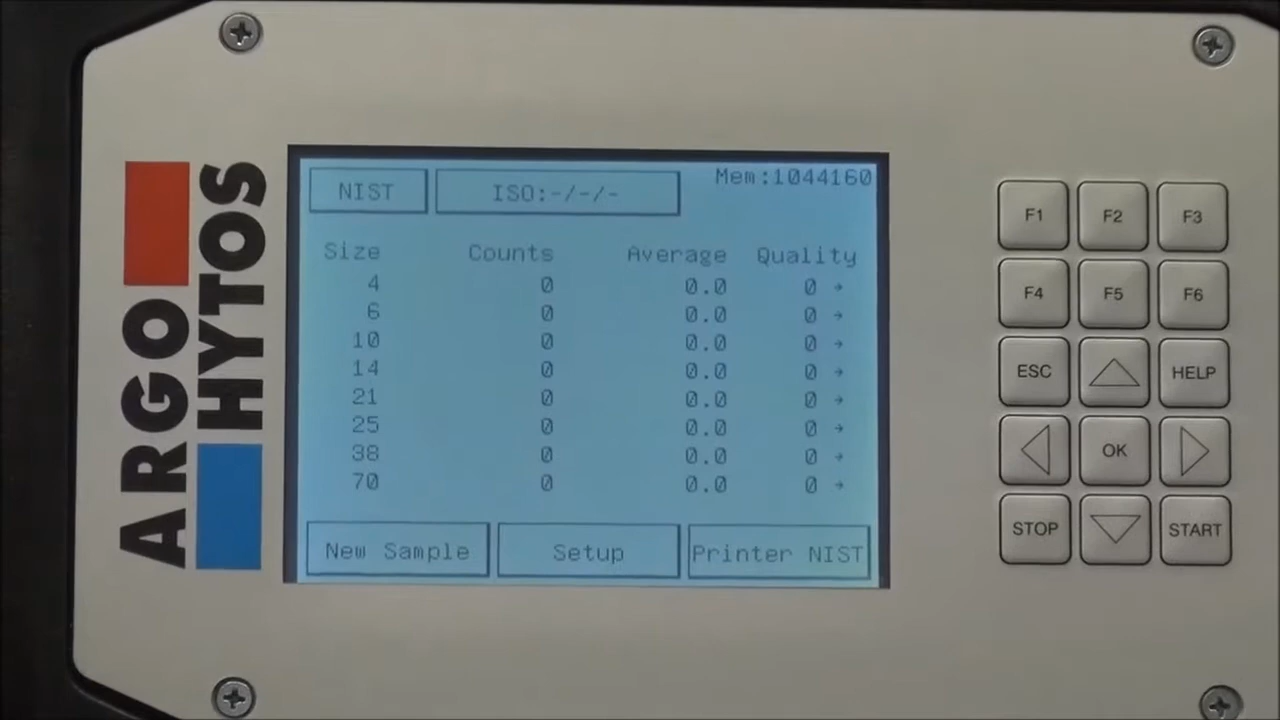 ARGO
HYTOS
NIST ISO:-/-/- Mem:1044160
Size Counts Average Quality
4 0 0.0 0
6 0 0.0 0
10 0 0.0 0
14 0 0.0 0
21 0 0.0 0
25 0 0.0 0
38 0 0.0 0
70 0 0.0 0
New Sample Setup Printer NIST
F1 F2 F3
F4 F5 F6
ESC HELP
OK
STOP START